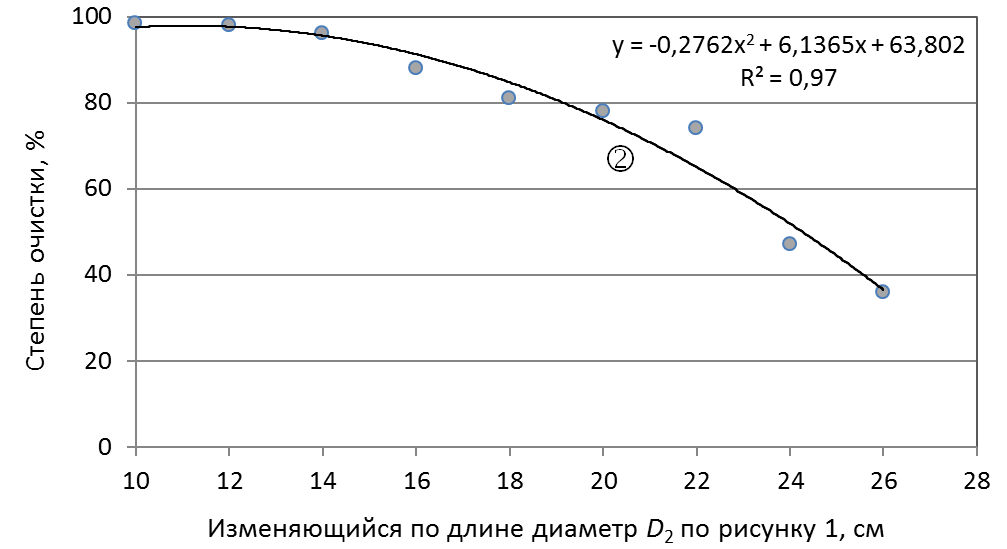 100
80
60
40
20
0
y = -0,2762x² + 6,1365x + 63,802
R² = 0,97
②
Степень очистки, %
10 12 14 16 18 20 22 24 26 28
Изменяющийся по длине диаметр D₂ по рисунку 1, см